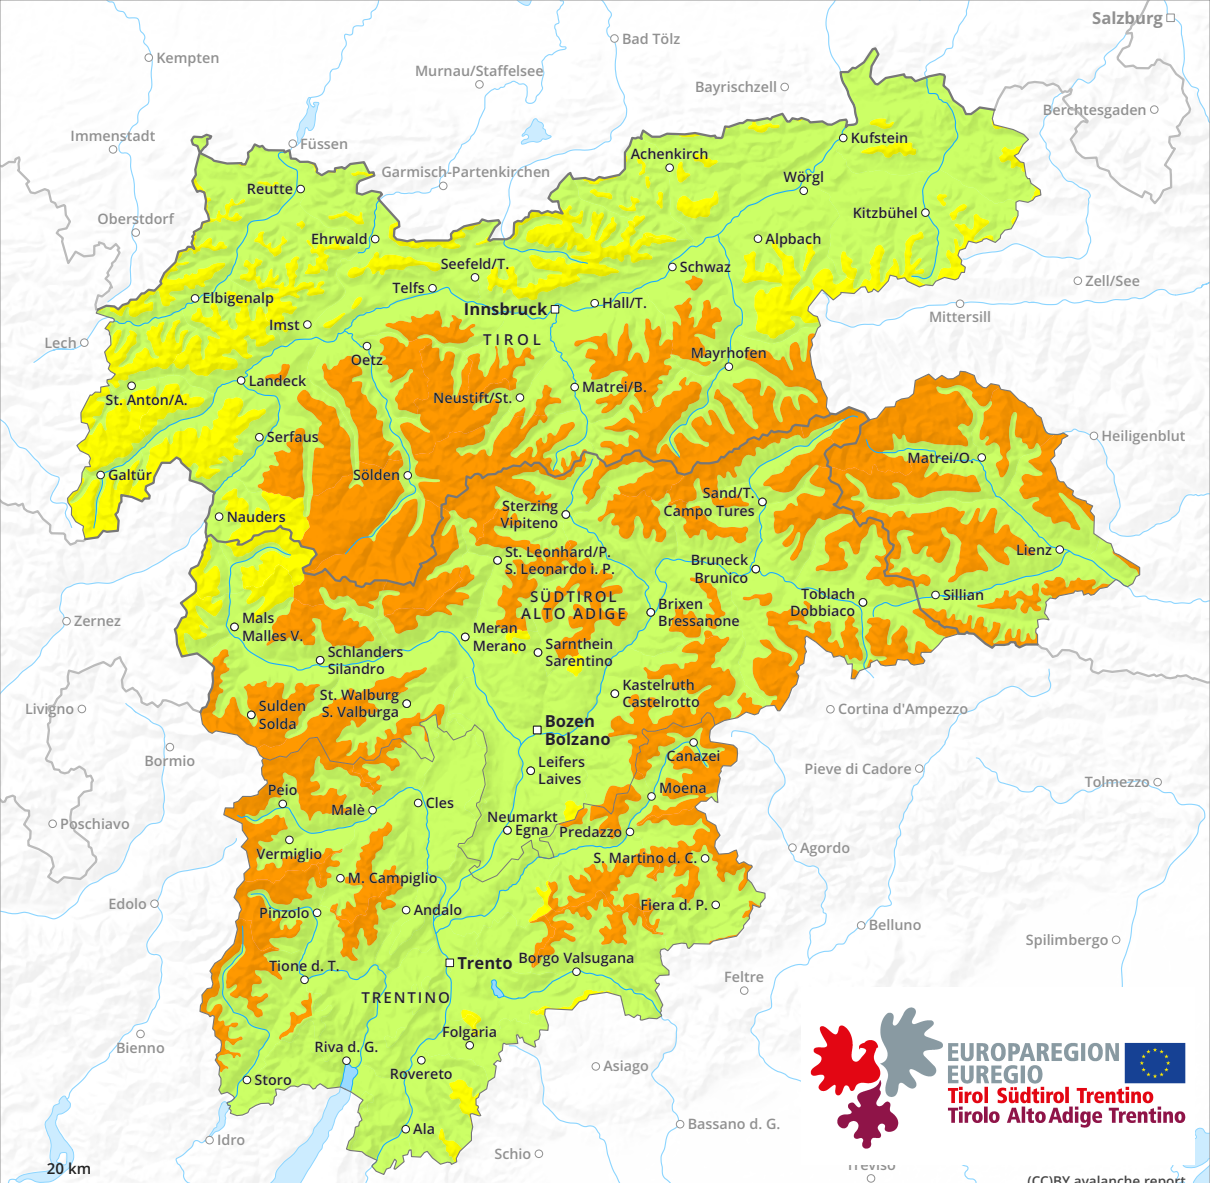 Salzburg
Kempten
Bad Tölz
Murnau/Staffelsee
Bayrischzell
Berchtesgaden
Immenstadt
Füssen
Kufstein
Achenkirch
Garmisch-Partenkirchen
Wörgl
Reutte
Oberstdorf
Kitzbühel
Ehrwald
Alpbach
Seefeld/T.
Schwaz
Telfs
Zell/See
Elbigenalp
Hall/T.
Innsbruck
Mittersill
Imst
TIROL
Lech
Oetz
Mayrhofen
Landeck
Matrei/B.
St. Anton/A.
Neustift/St.
Serfaus
Heiligenblut
Matrei/O.
Galtür
Sölden
Sand/T.
Campo Tures
Nauders
Sterzing
Vipiteno
St. Leonhard/P.
S. Leonardo i. P.
Lienz
Bruneck
Brunico
SÜDTIROL
ALTO ADIGE
Toblach
Dobbiaco
Sillian
Brixen
Bressanone
Zernez
Mals
Malles V.
Meran
Merano
Sarnthein
Sarentino
Schlanders
Silandro
St. Walburg
S. Valburga
Kastelruth
Castelrotto
Livigno
Sulden
Solda
Cortina d'Ampezzo
Bozen
Bolzano
Bormio
Canazei
Leifers
Laives
Pieve di Cadore
Tolmezzo
Peio
Moena
Malè
Cles
Neumarkt
Egna
Predazzo
Poschiavo
Vermiglio
Agordo
S. Martino d. C.
M. Campiglio
Edolo
Pinzolo
Andalo
Fiera d. P.
Belluno
Spilimbergo
Trento
Borgo Valsugana
Tione d. T.
Feltre
TRENTINO
Bienno
Folgaria
Riva d. G.
Rovereto
Asiago
Storo
EUROPAREGION
EUREGIO
Tirol Südtirol Trentino
Tirolo Alto Adige Trentino
Idro
Ala
Bassano d. G.
Schio
20 km
Treviso
(CC)BY avalanche.report